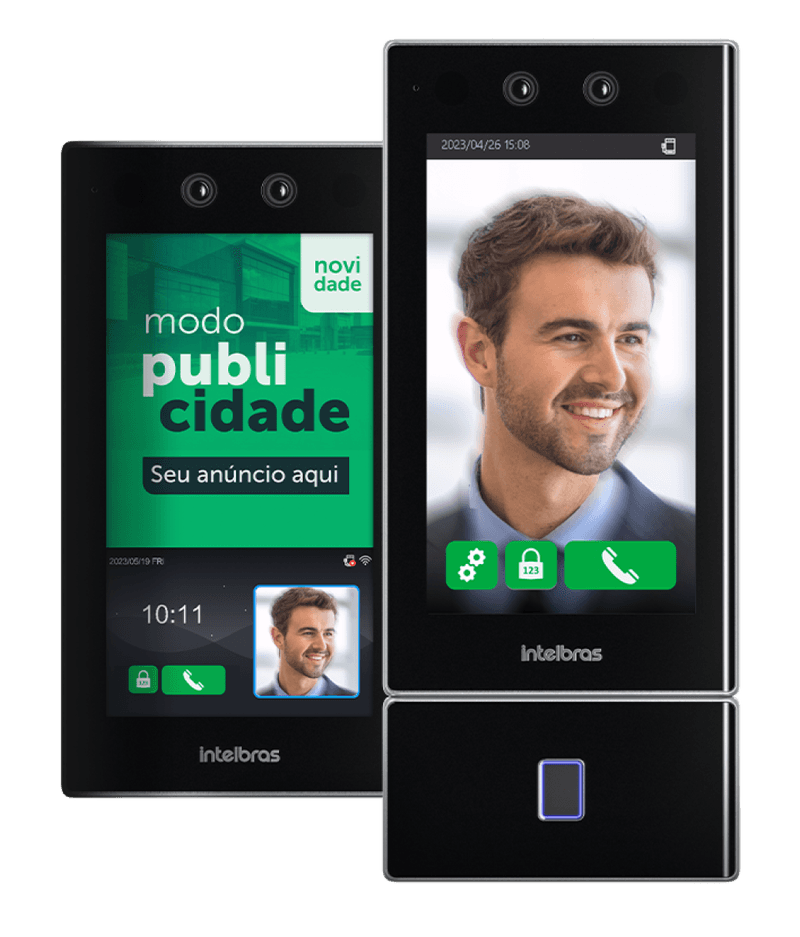 novi
dade
modo
publi
cidade
Seu anúncio aqui
2023/05/19 FRI
10:11
123
intelbras
2023/04/26 15:08
123
intelbras